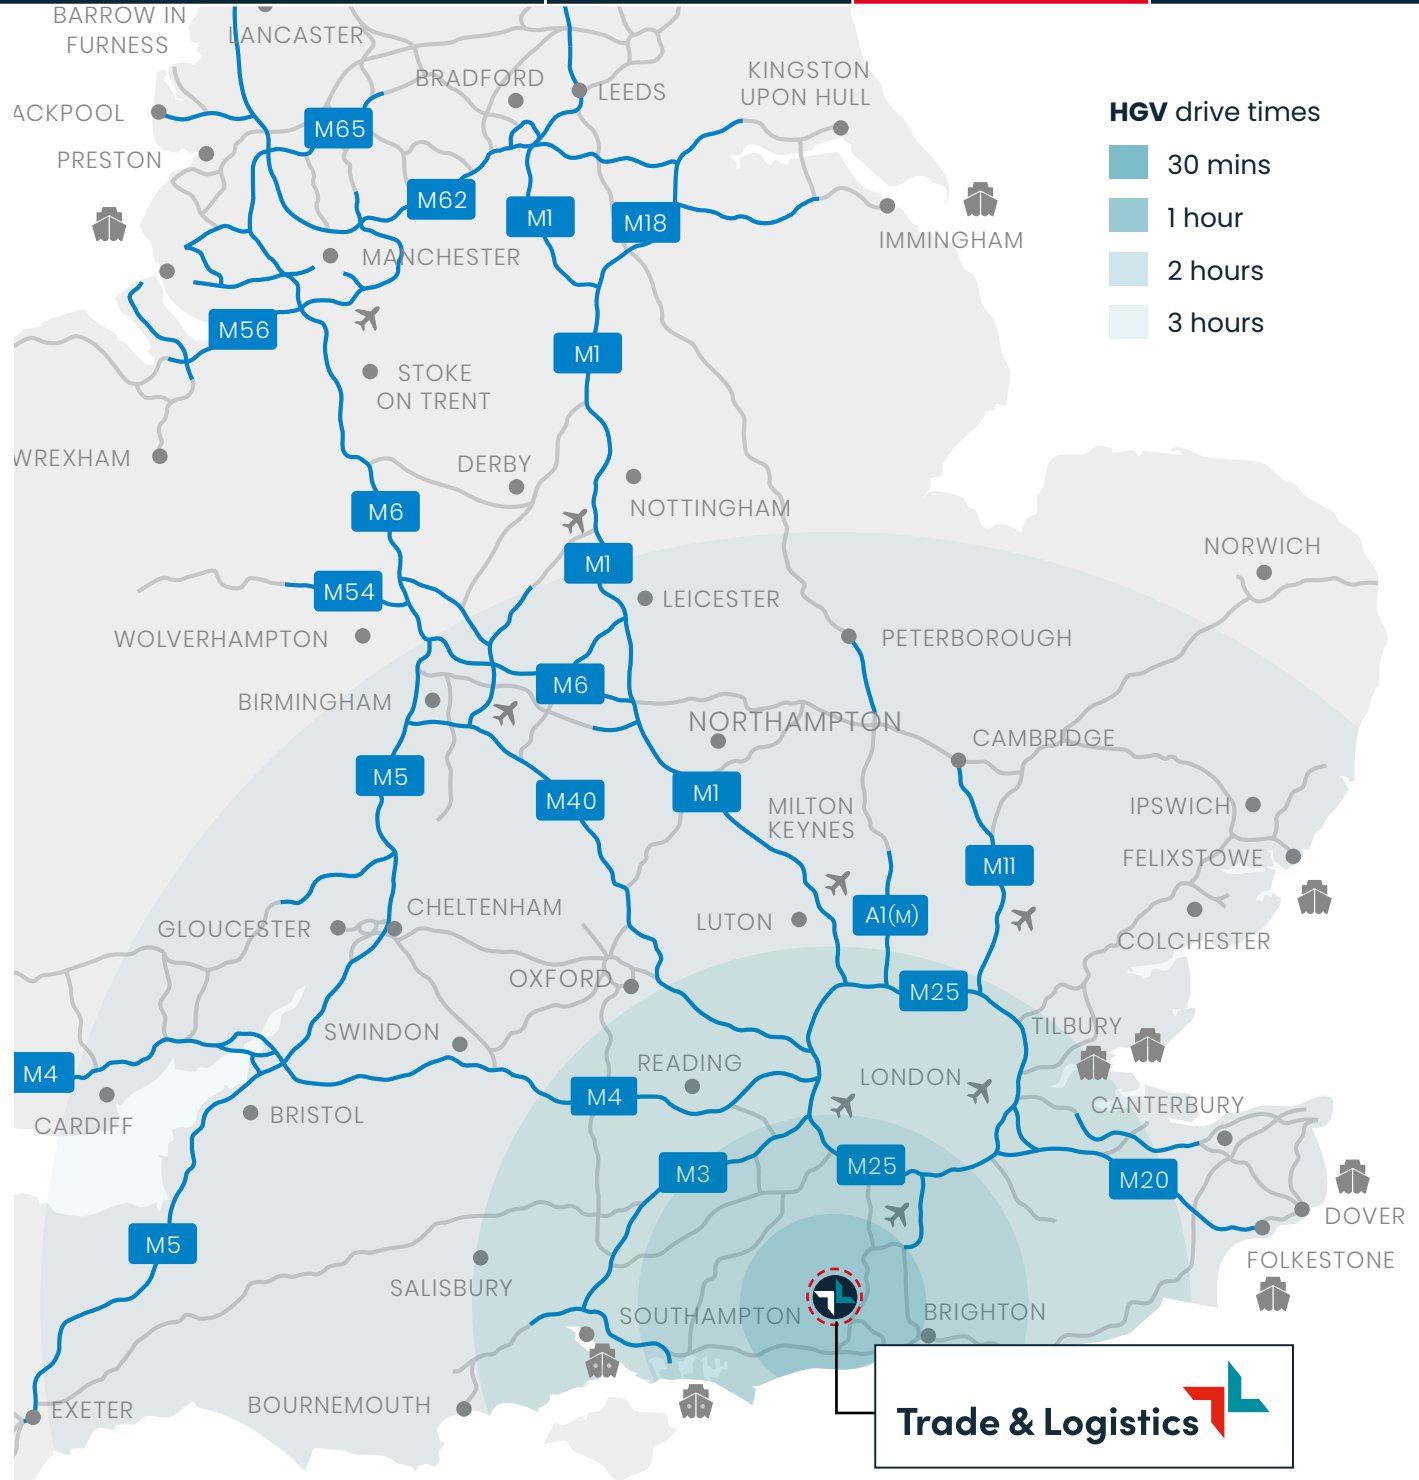 BARROW IN
FURNESS
LANCASTER
BRADFORD
LEEDS
KINGSTON
UPON HULL
ACKPOOL
M65
PRESTON
HGV drive times
30 mins
1 hour
2 hours
3 hours
M62
M1
M18
IMMINGHAM
MANCHESTER
M56
M1
STOKE
ON TRENT
WREXHAM
DERBY
NOTTINGHAM
M6
NORWICH
M1
M54
LEICESTER
WOLVERHAMPTON
PETERBOROUGH
M6
BIRMINGHAM
NORTHAMPTON
CAMBRIDGE
M5
M40
M1
MILTON
KEYNES
IPSWICH
M11
FELIXSTOWE
CHELTENHAM
GLOUCESTER
LUTON
A1(M)
COLCHESTER
OXFORD
M25
SWINDON
TILBURY
READING
M4
LONDON
M4
CANTERBURY
CARDIFF
BRISTOL
M3
M25
M20
DOVER
M5
FOLKESTONE
SALISBURY
SOUTHAMPTON
BRIGHTON
EXETER
BOURNEMOUTH
Trade & Logistics